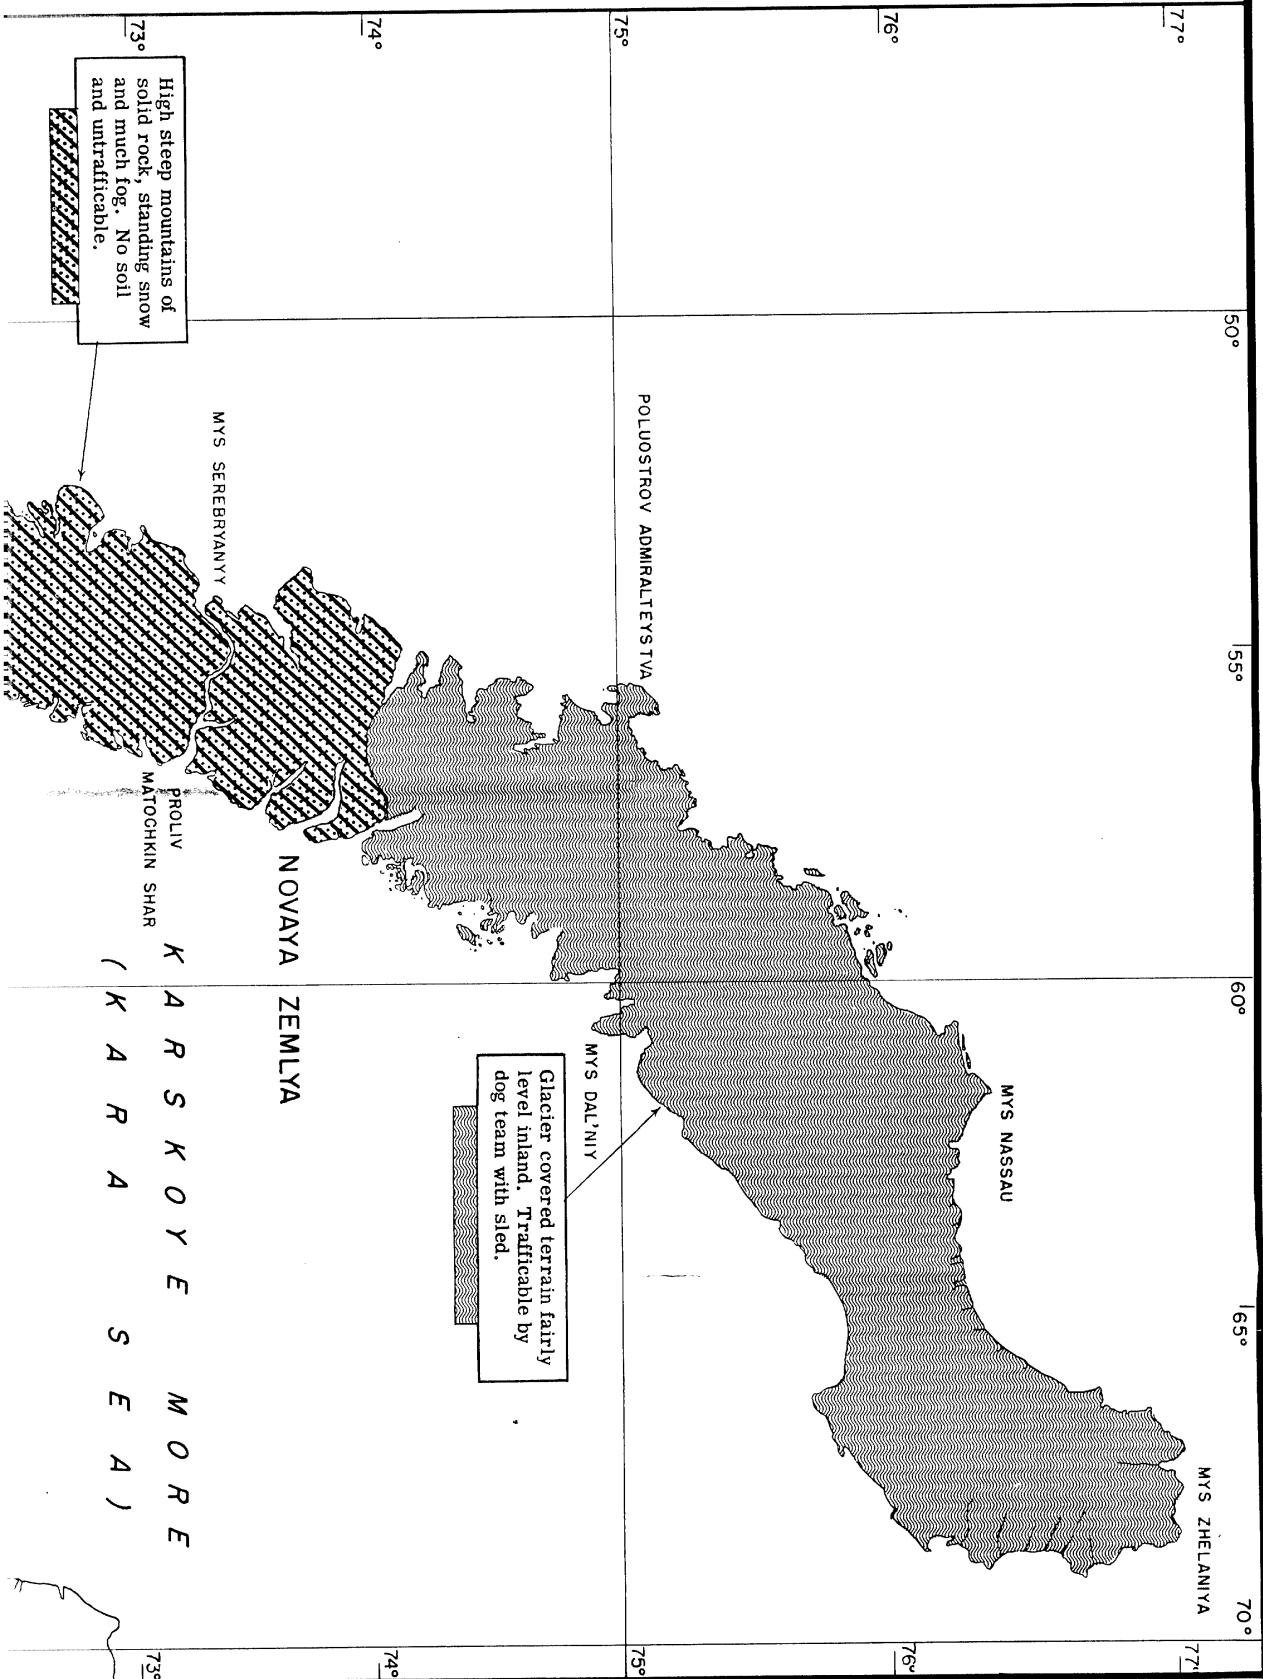 50°
55°
60°
65°
70°
77°
76°
75°
74°
73°
77°
76°
75°
74°
73°
MYS ZHELANIYA
MYS NASSAU
POLUOSTROV ADMIRALTEYSTVA
MYS DAL'NIY
Glacier covered terrain fairly
level inland. Trafficable by
dog team with sled.
NOVAYA ZEMLYA
MYS SEREBRYANYY
PROLIV
MATOCHKIN SHAR
KARSKOYE MORE
(KARA SEA)
High steep mountains of
solid rock, standing snow
and much fog. No soil
and untrafficable.